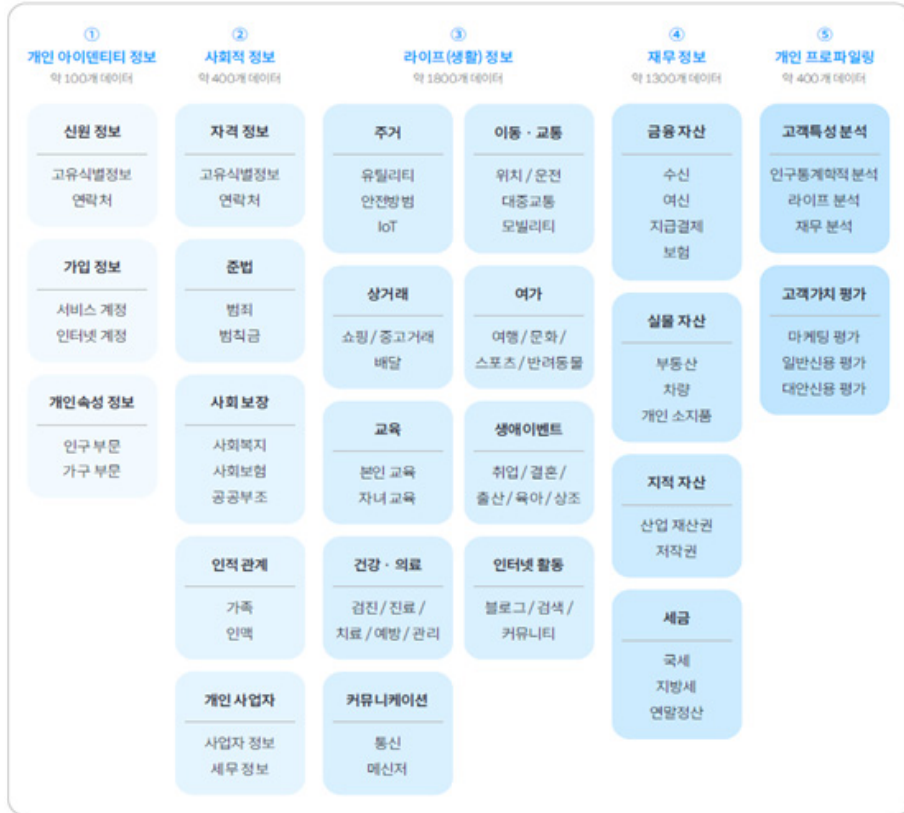 ①
개인 아이덴티티 정보
약 100개 데이터
신원 정보
고유식별정보
연락처
가입 정보
서비스 계정
인터넷 계정
개인속성 정보
인구 부문
가구 부문
②
사회적 정보
약 400개 데이터
자격 정보
고유식별정보
연락처
준법
범죄
범칙금
사회 보장
사회복지
사회보험
공공부조
인적 관계
가족
인맥
개인 사업자
사업자 정보
세무 정보
③
라이프(생활) 정보
약 1800개 데이터
주거
유틸리티
안전방범
IoT
상거래
쇼핑 / 중고거래
배달
교육
본인 교육
자녀 교육
건강 · 의료
검진 / 진료 /
치료 / 예방 / 관리
커뮤니케이션
통신
메신저
이동 · 교통
위치 / 운전
대중교통
모빌리티
여가
여행 / 문화 /
스포츠 / 반려동물
생애이벤트
취업 / 결혼 /
출산 / 육아 / 상조
인터넷 활동
블로그 / 검색 /
커뮤니티
④
재무 정보
약 1300개 데이터
금융 자산
수신
여신
지급결제
보험
실물 자산
부동산
차량
개인 소지품
지적 자산
산업 재산권
저작권
세금
국세
지방세
연말정산
⑤
개인 프로파일링
약 400개 데이터
고객특성 분석
인구통계학적 분석
라이프 분석
재무 분석
고객가치 평가
마케팅 평가
일반신용 평가
대안신용 평가